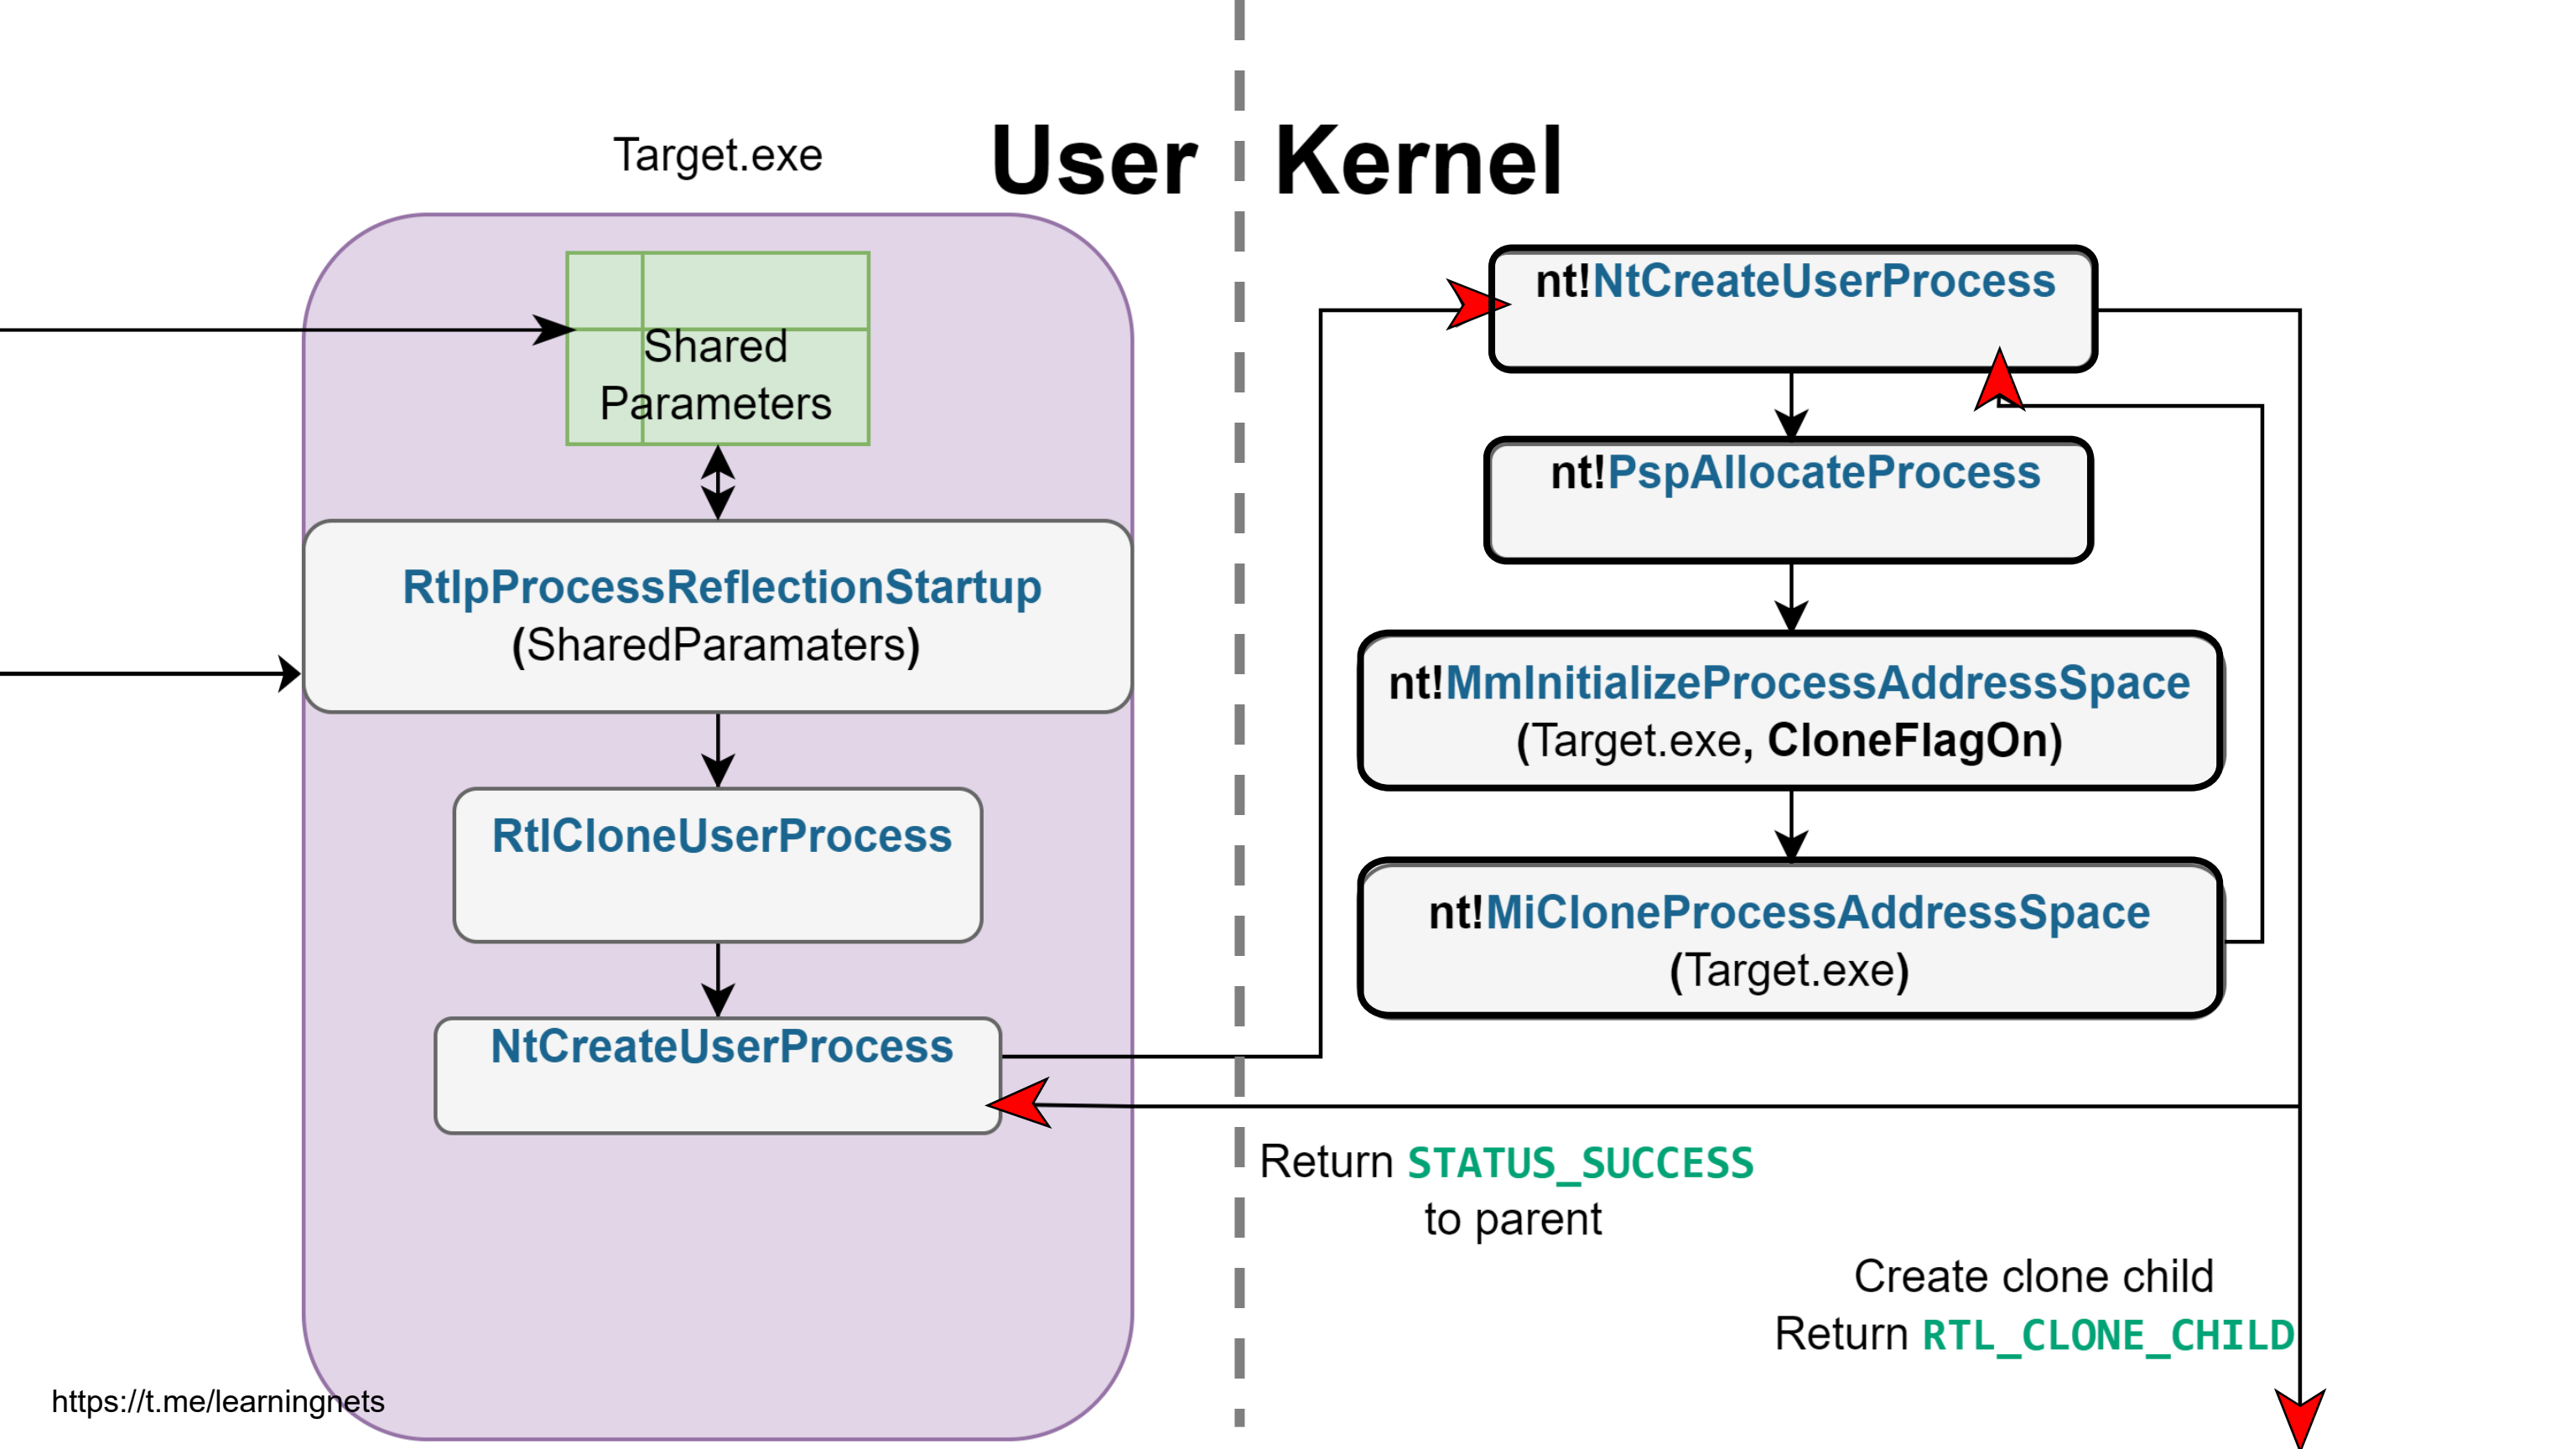 Target.exe
User
Kernel
Shared
Parameters
RtlpProcessReflectionStartup
(SharedParamaters)
RtlCloneUserProcess
NtCreateUserProcess
nt!NtCreateUserProcess
nt!PspAllocateProcess
nt!MmInitializeProcessAddressSpace
(Target.exe, CloneFlagOn)
nt!MiCloneProcessAddressSpace
(Target.exe)
Return STATUS_SUCCESS
to parent
Create clone child
Return RTL_CLONE_CHILD
https://t.me/learningnets